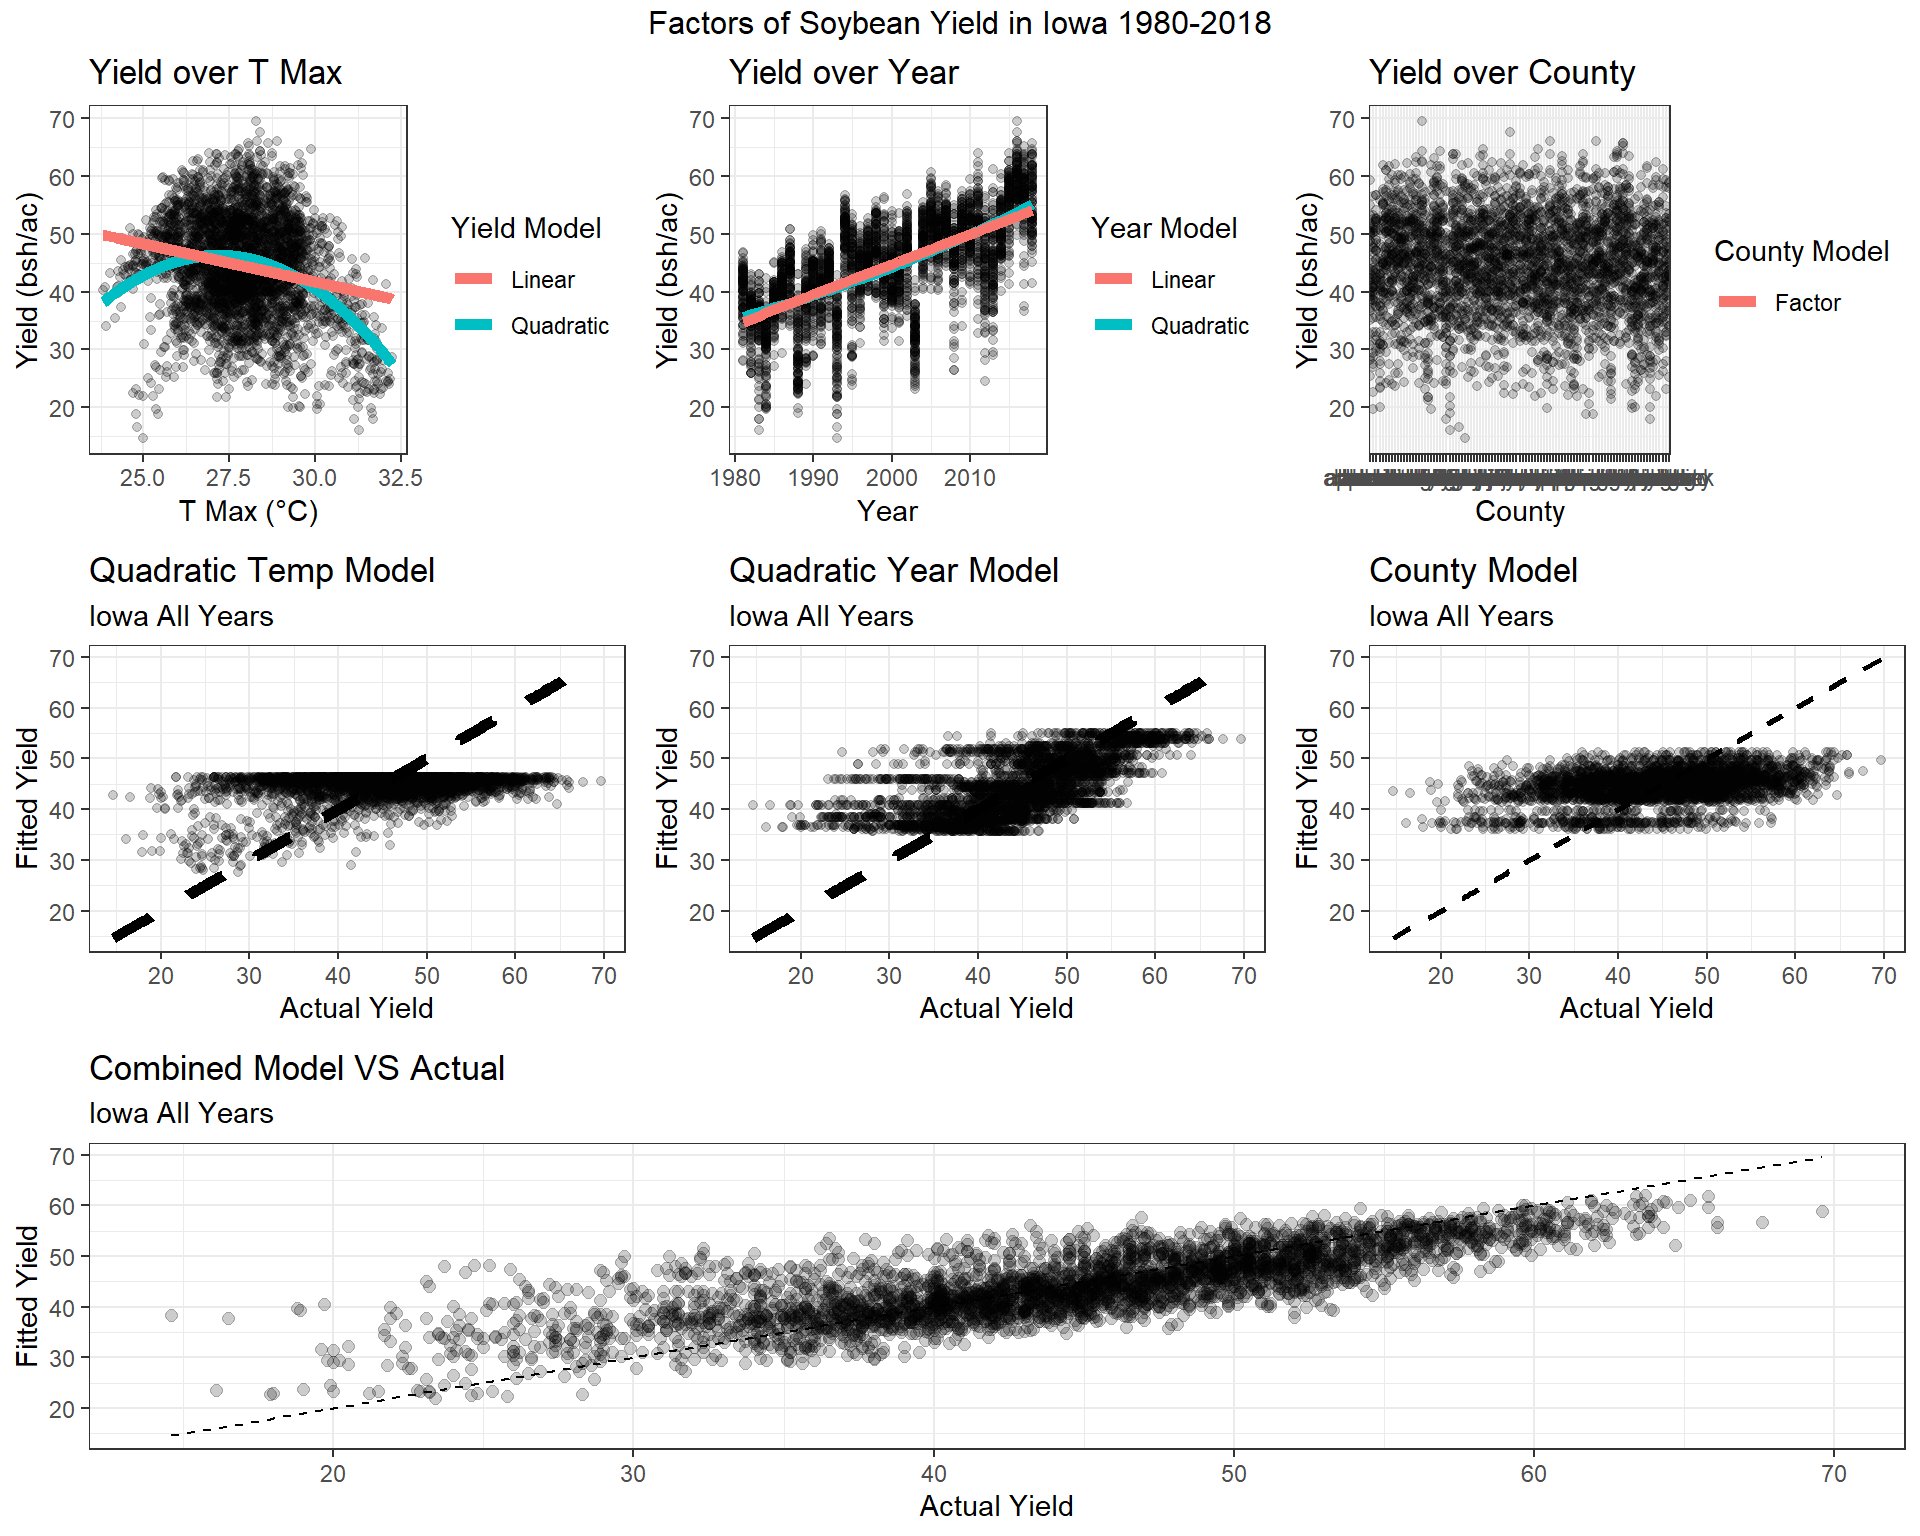 Factors of Soybean Yield in Iowa 1980-2018
Yield over T Max
70
60
50
40
30
20
Yield (bsh/ac)
25.0 27.5 30.0 32.5
T Max (°C)
Yield Model
Linear
Quadratic
Yield over Year
70
60
50
40
30
20
Yield (bsh/ac)
1980 1990 2000 2010
Year
Year Model
Linear
Quadratic
Yield over County
70
60
50
40
30
20
Yield (bsh/ac)
County
County Model
Factor
Quadratic Temp Model
Iowa All Years
70
60
50
40
30
20
Fitted Yield
20 30 40 50 60 70
Actual Yield
Quadratic Year Model
Iowa All Years
70
60
50
40
30
20
Fitted Yield
20 30 40 50 60 70
Actual Yield
County Model
Iowa All Years
70
60
50
40
30
20
Fitted Yield
20 30 40 50 60 70
Actual Yield
Combined Model VS Actual
Iowa All Years
70
60
50
40
30
20
Fitted Yield
20 30 40 50 60 70
Actual Yield